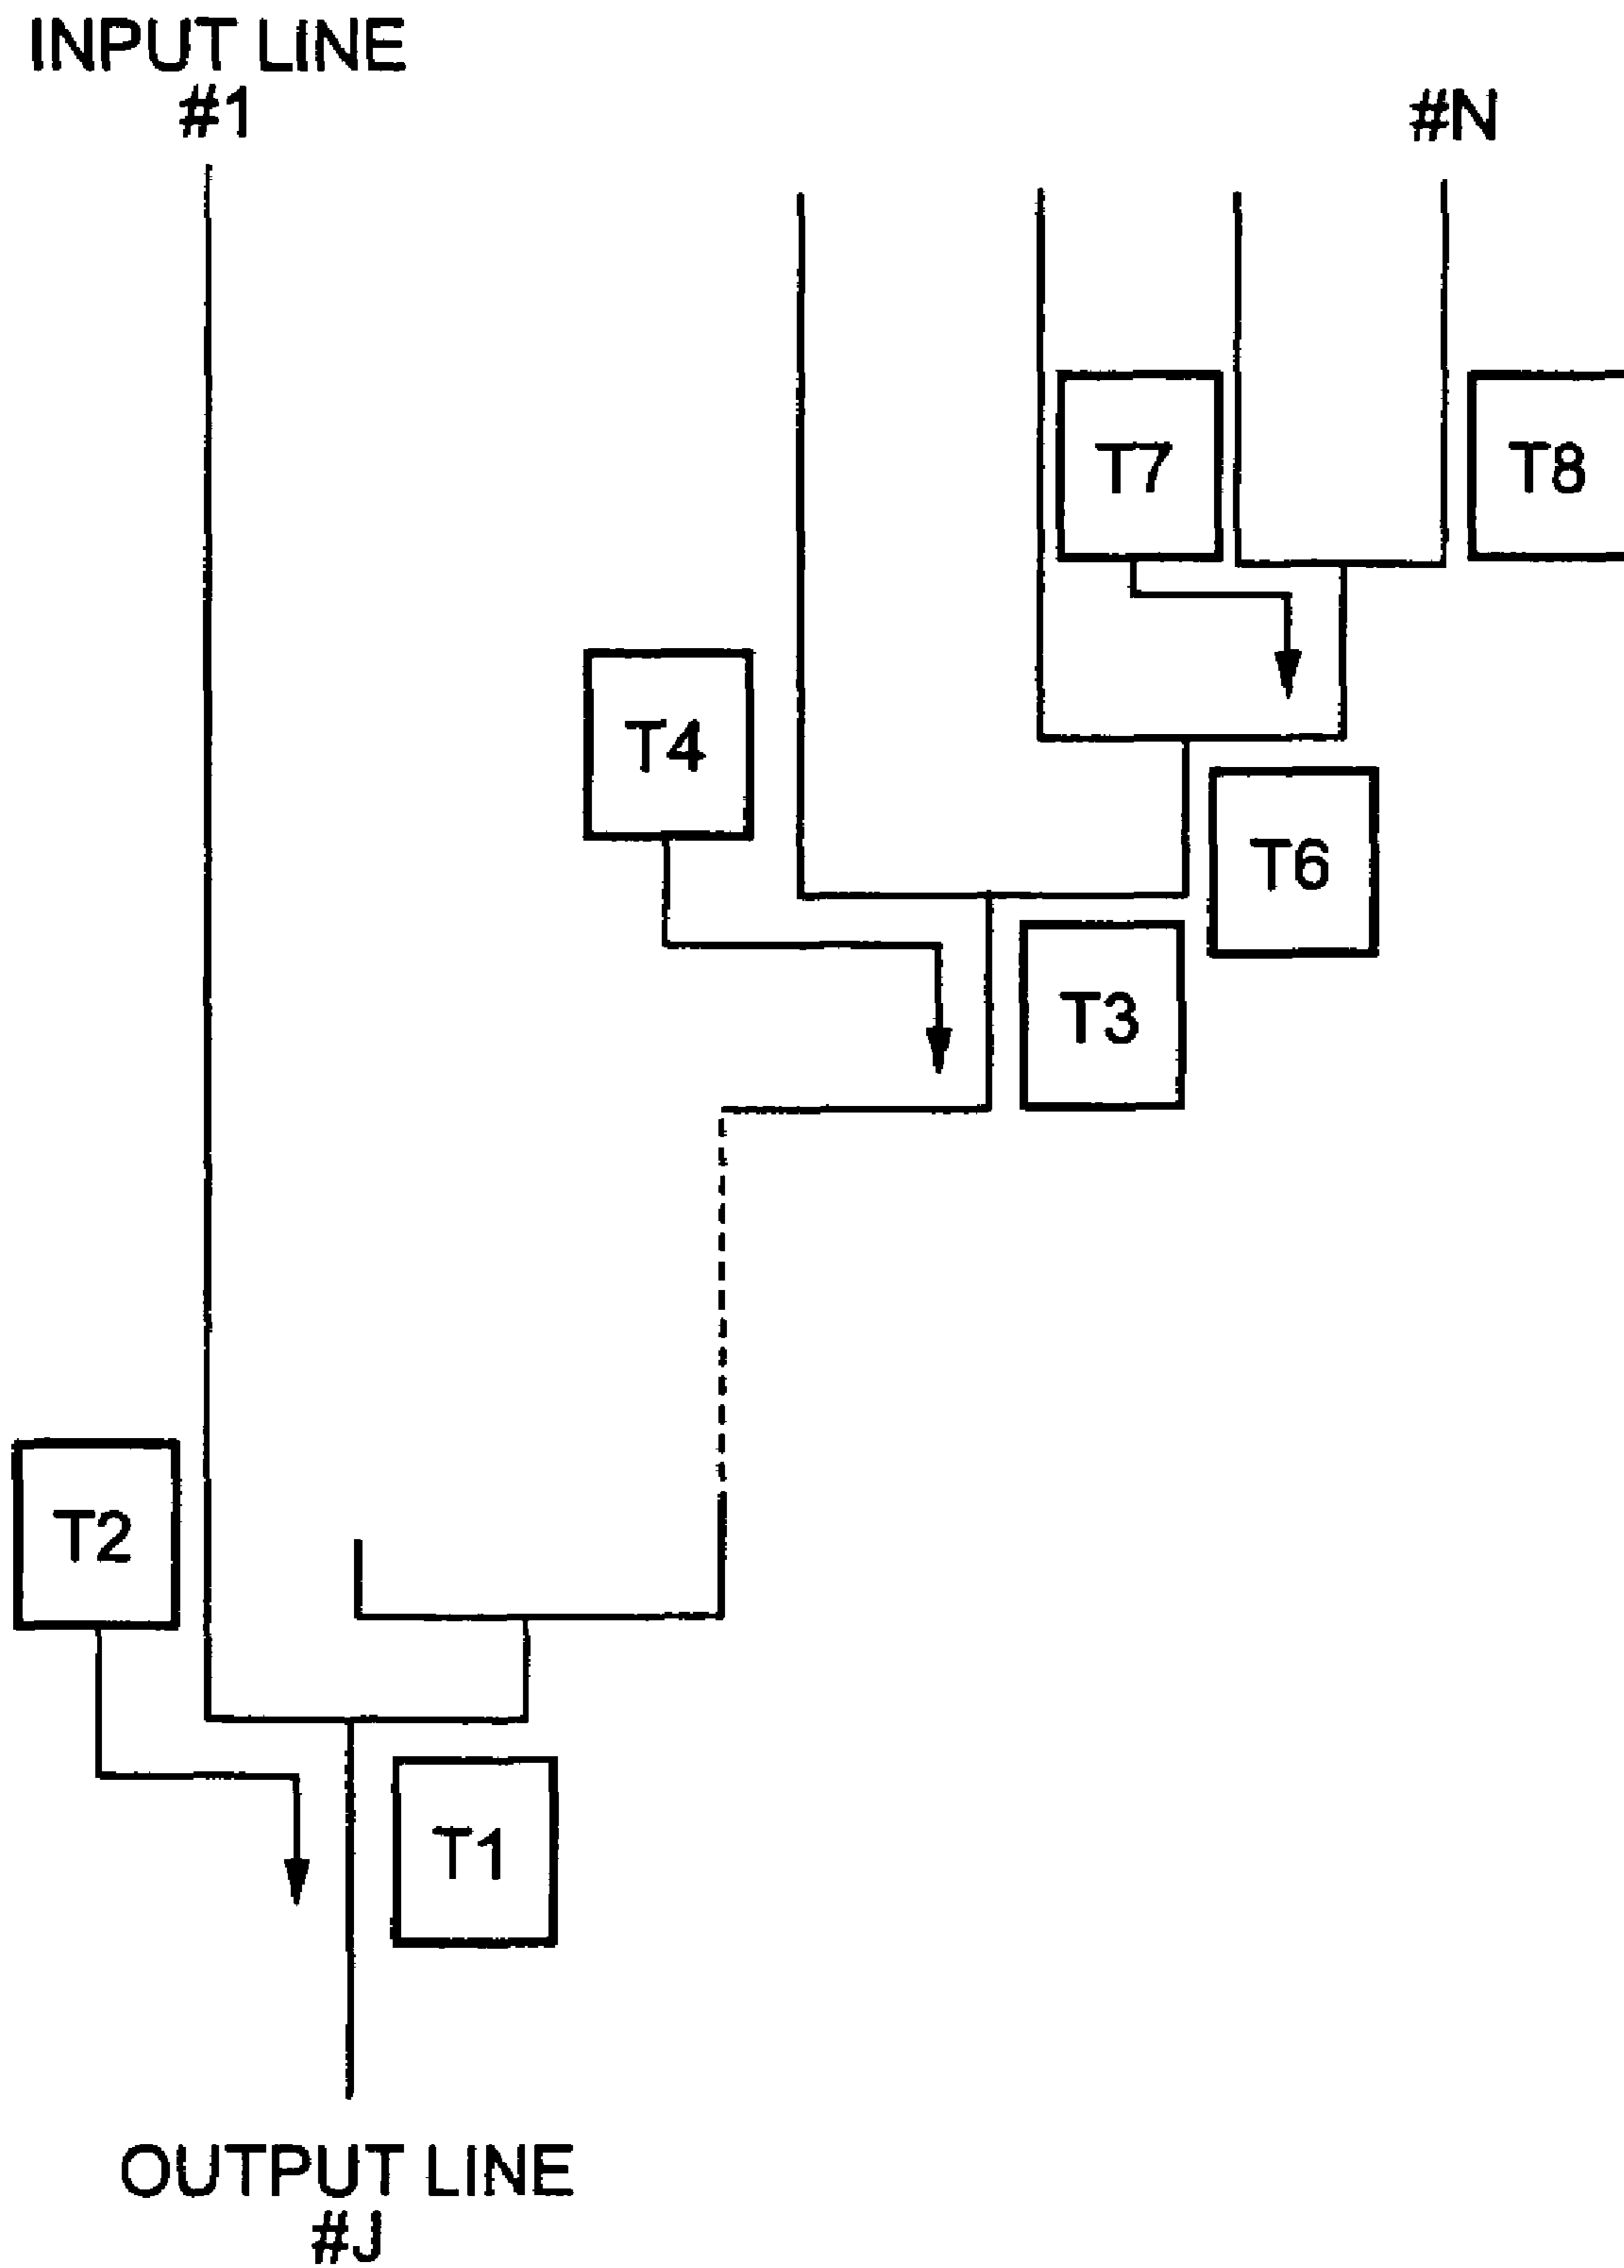 INPUT LINE
#1
#N
T7
T8
T4
T6
T3
T2
T1
OUTPUT LINE
#J